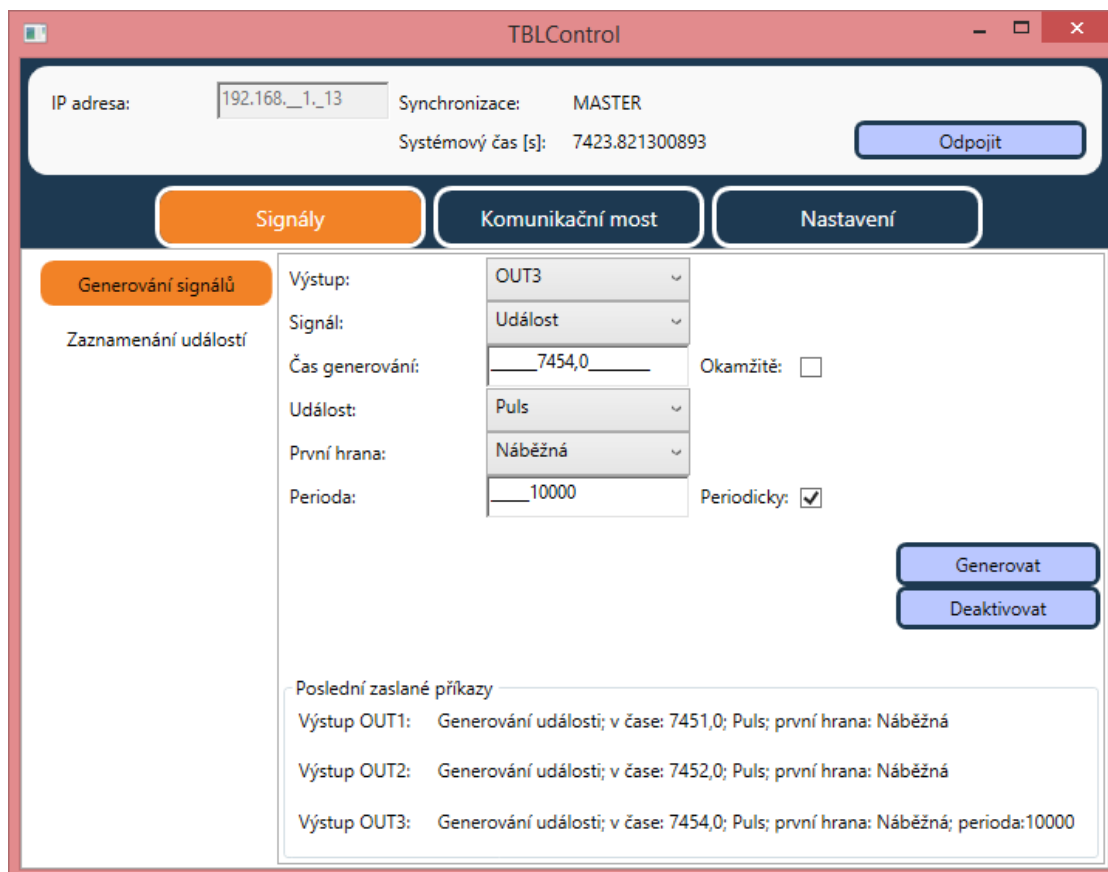 TBLControl
IP adresa: 192.168.__1._13 Synchronizace: MASTER
Systémový čas [s]: 7423.821300893 Odpojit
Signály Komunikační most Nastavení
Generování signálů
Zaznamenání událostí
Výstup: OUT3
Signál: Událost
Čas generování: _____7454,0_______ Okamžitě:
Událost: Puls
První hrana: Náběžná
Perioda: ____10000 Periodicky:
Generovat
Deaktivovat
Poslední zaslané příkazy
Výstup OUT1: Generování události; v čase: 7451,0; Puls; první hrana: Náběžná
Výstup OUT2: Generování události; v čase: 7452,0; Puls; první hrana: Náběžná
Výstup OUT3: Generování události; v čase: 7454,0; Puls; první hrana: Náběžná; perioda:10000